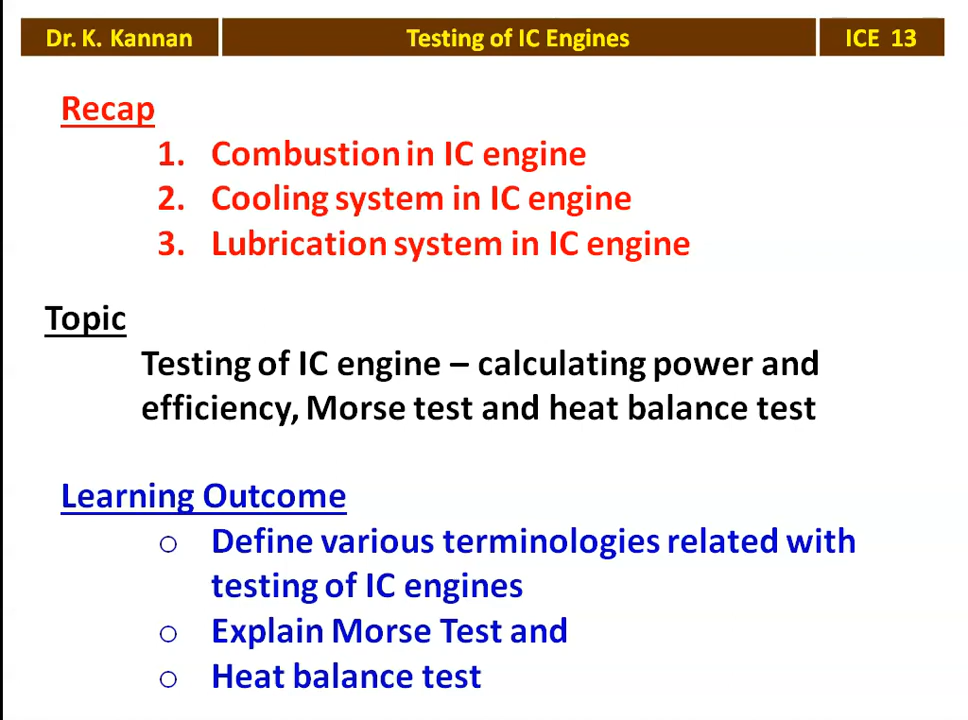 Dr. K. Kannan Testing of IC Engines ICE 13
Recap
1. Combustion in IC engine
2. Cooling system in IC engine
3. Lubrication system in IC engine
Topic
Testing of IC engine – calculating power and
efficiency, Morse test and heat balance test
Learning Outcome
o Define various terminologies related with
testing of IC engines
o Explain Morse Test and
o Heat balance test